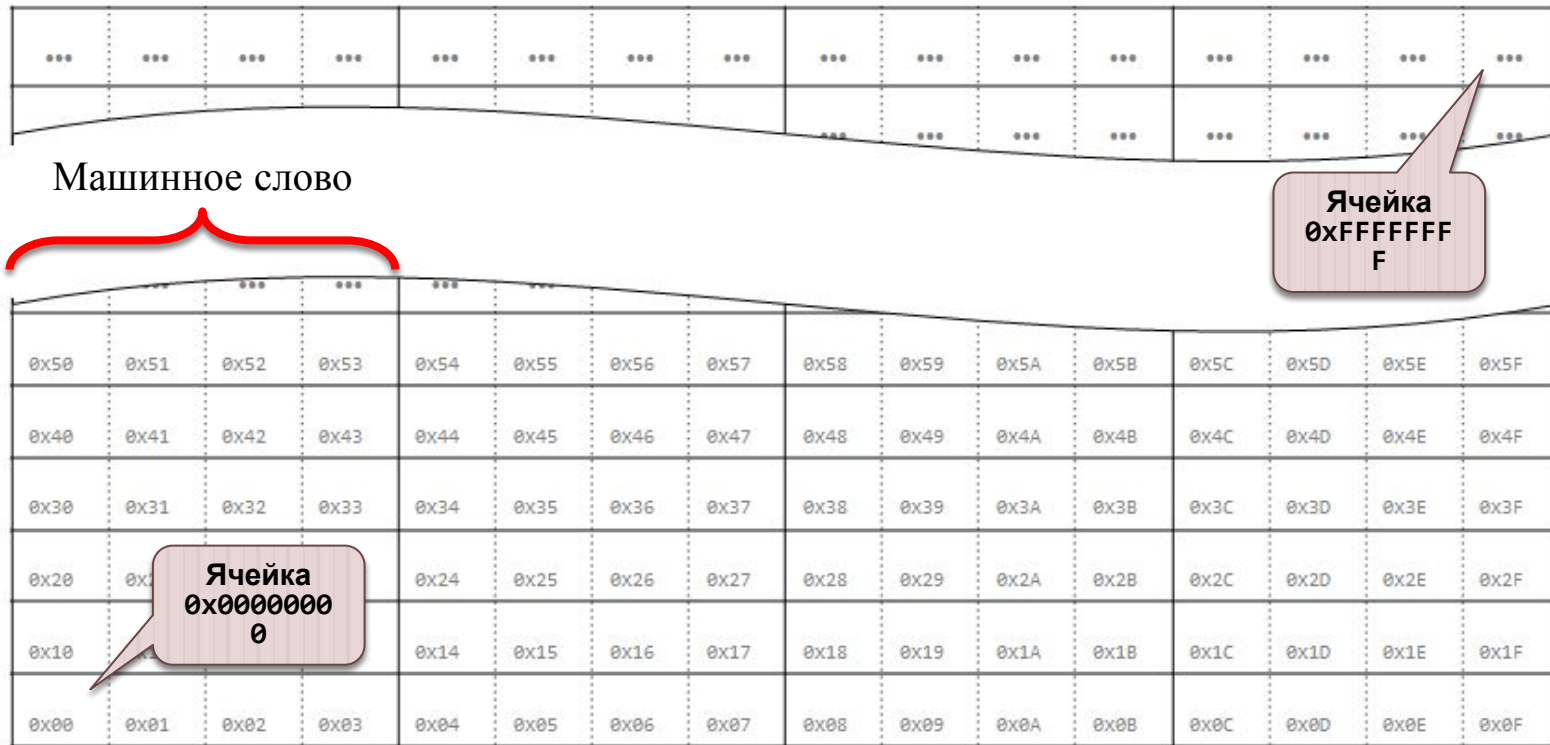 ... ... ... ... ... ... ... ... ... ... ... ... ... ... ... ...
... ... ... ... ... ... ... ...
Машинное слово
Ячейка
0xFFFFFFF
F
... ... ... ... ...
0x50 0x51 0x52 0x53 0x54 0x55 0x56 0x57 0x58 0x59 0x5A 0x5B 0x5C 0x5D 0x5E 0x5F
0x40 0x41 0x42 0x43 0x44 0x45 0x46 0x47 0x48 0x49 0x4A 0x4B 0x4C 0x4D 0x4E 0x4F
0x30 0x31 0x32 0x33 0x34 0x35 0x36 0x37 0x38 0x39 0x3A 0x3B 0x3C 0x3D 0x3E 0x3F
0x20 0x24 0x25 0x26 0x27 0x28 0x29 0x2A 0x2B 0x2C 0x2D 0x2E 0x2F
Ячейка
0x0000000
0
0x10 0x14 0x15 0x16 0x17 0x18 0x19 0x1A 0x1B 0x1C 0x1D 0x1E 0x1F
0x00 0x01 0x02 0x03 0x04 0x05 0x06 0x07 0x08 0x09 0x0A 0x0B 0x0C 0x0D 0x0E 0x0F